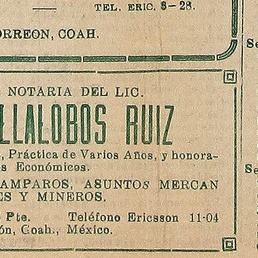 TEL. ERIC. 8-28.
ORREON, COAH.
NOTARIA DEL LIC.
LLALOBOS RUIZ
, Práctica de Varios Años, y honora-
s Económicos.
AMPAROS, ASUNTOS MERCAN
ES Y MINEROS.
Pte. Teléfono Ericsson 11-04
ón, Coah., México.
Se
Se